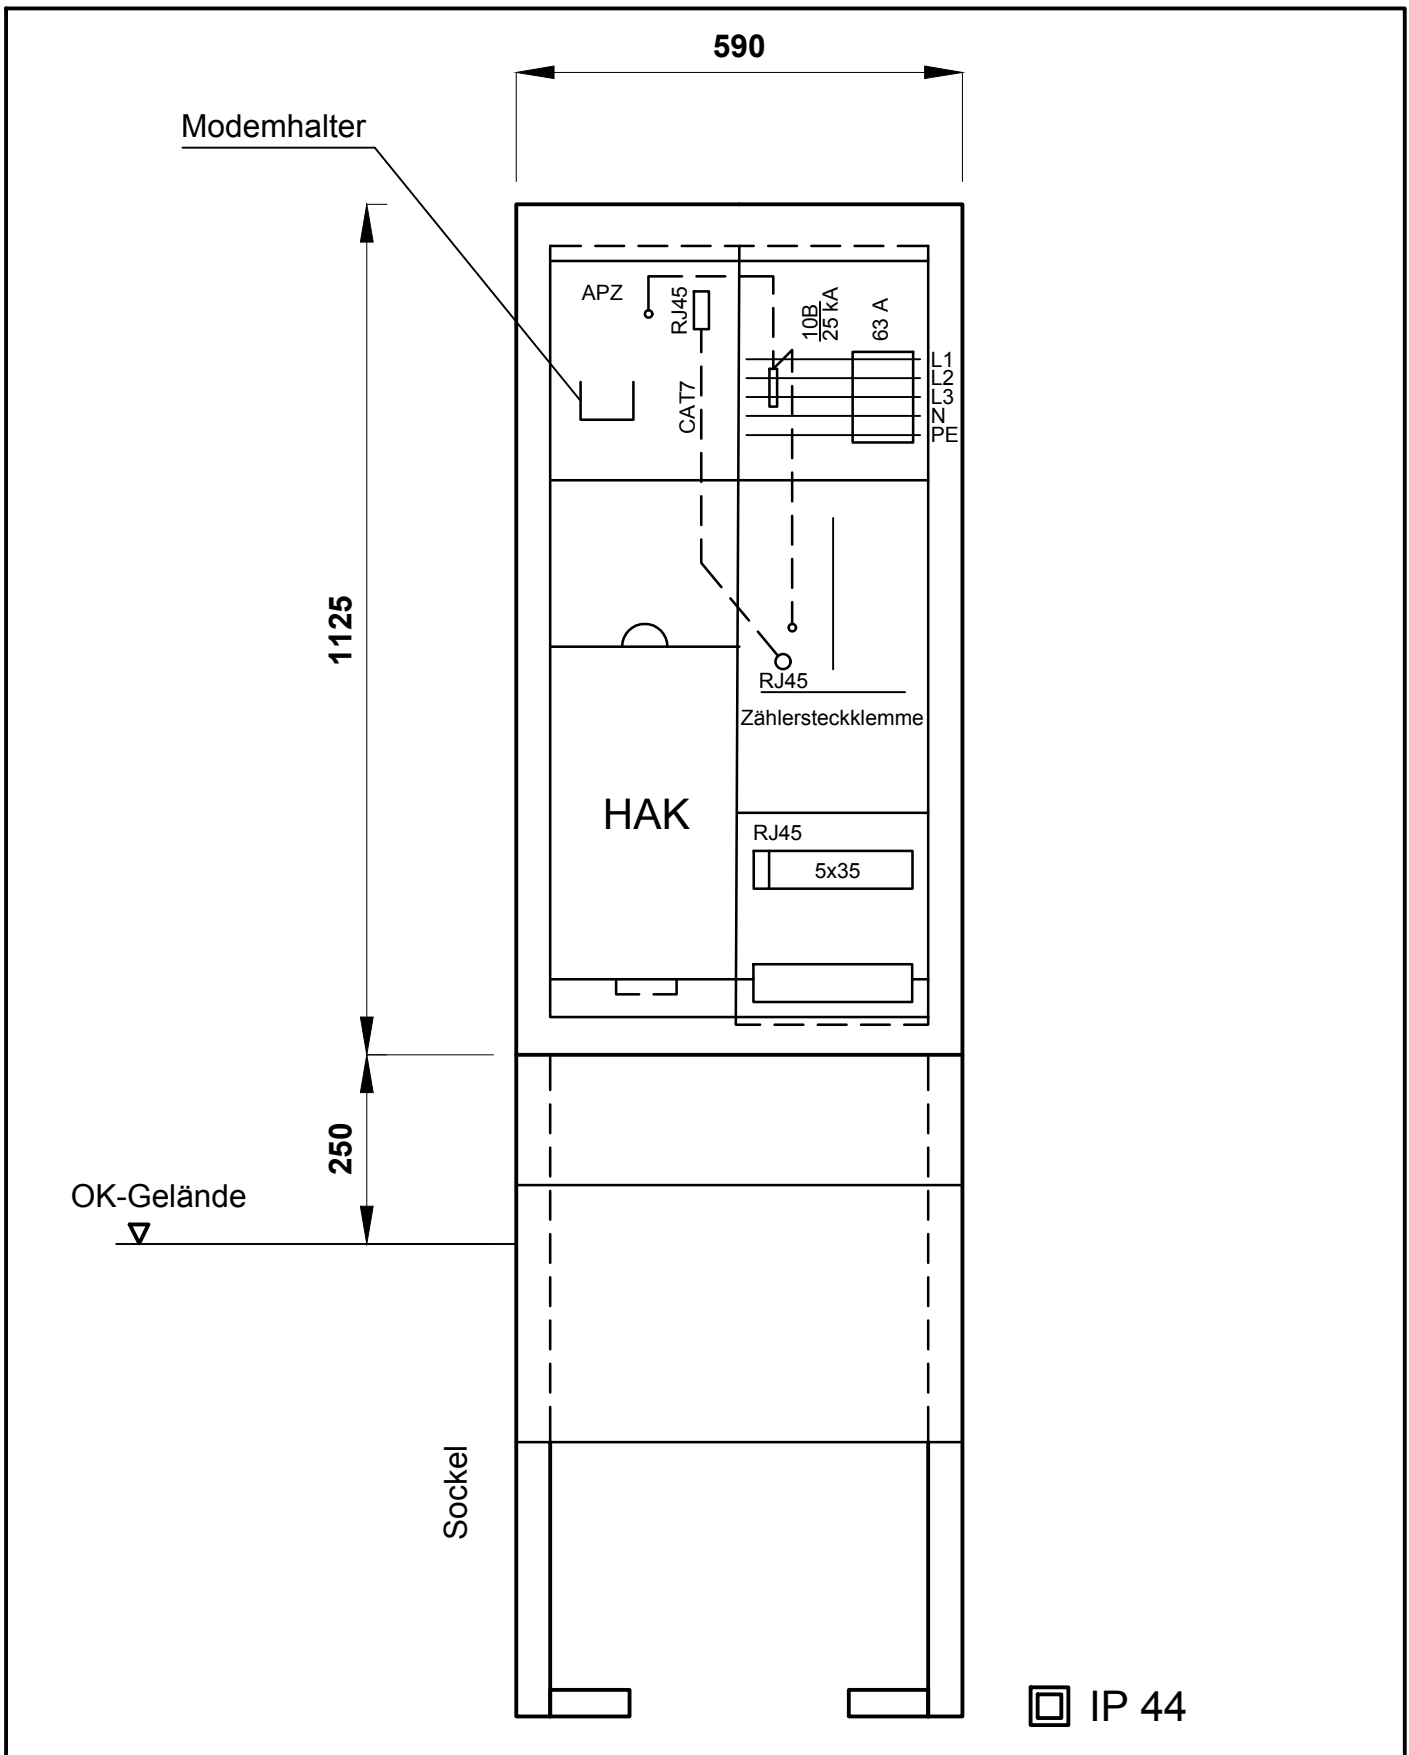 590
Modemhalter
APZ
RJ45
10B
25 kA
63 A
L1
L2
L3
N
PE
CAT7
1125
RJ45
Zählersteckklemme
HAK
RJ45
5x35
250
OK-Gelände
Sockel
IP 44